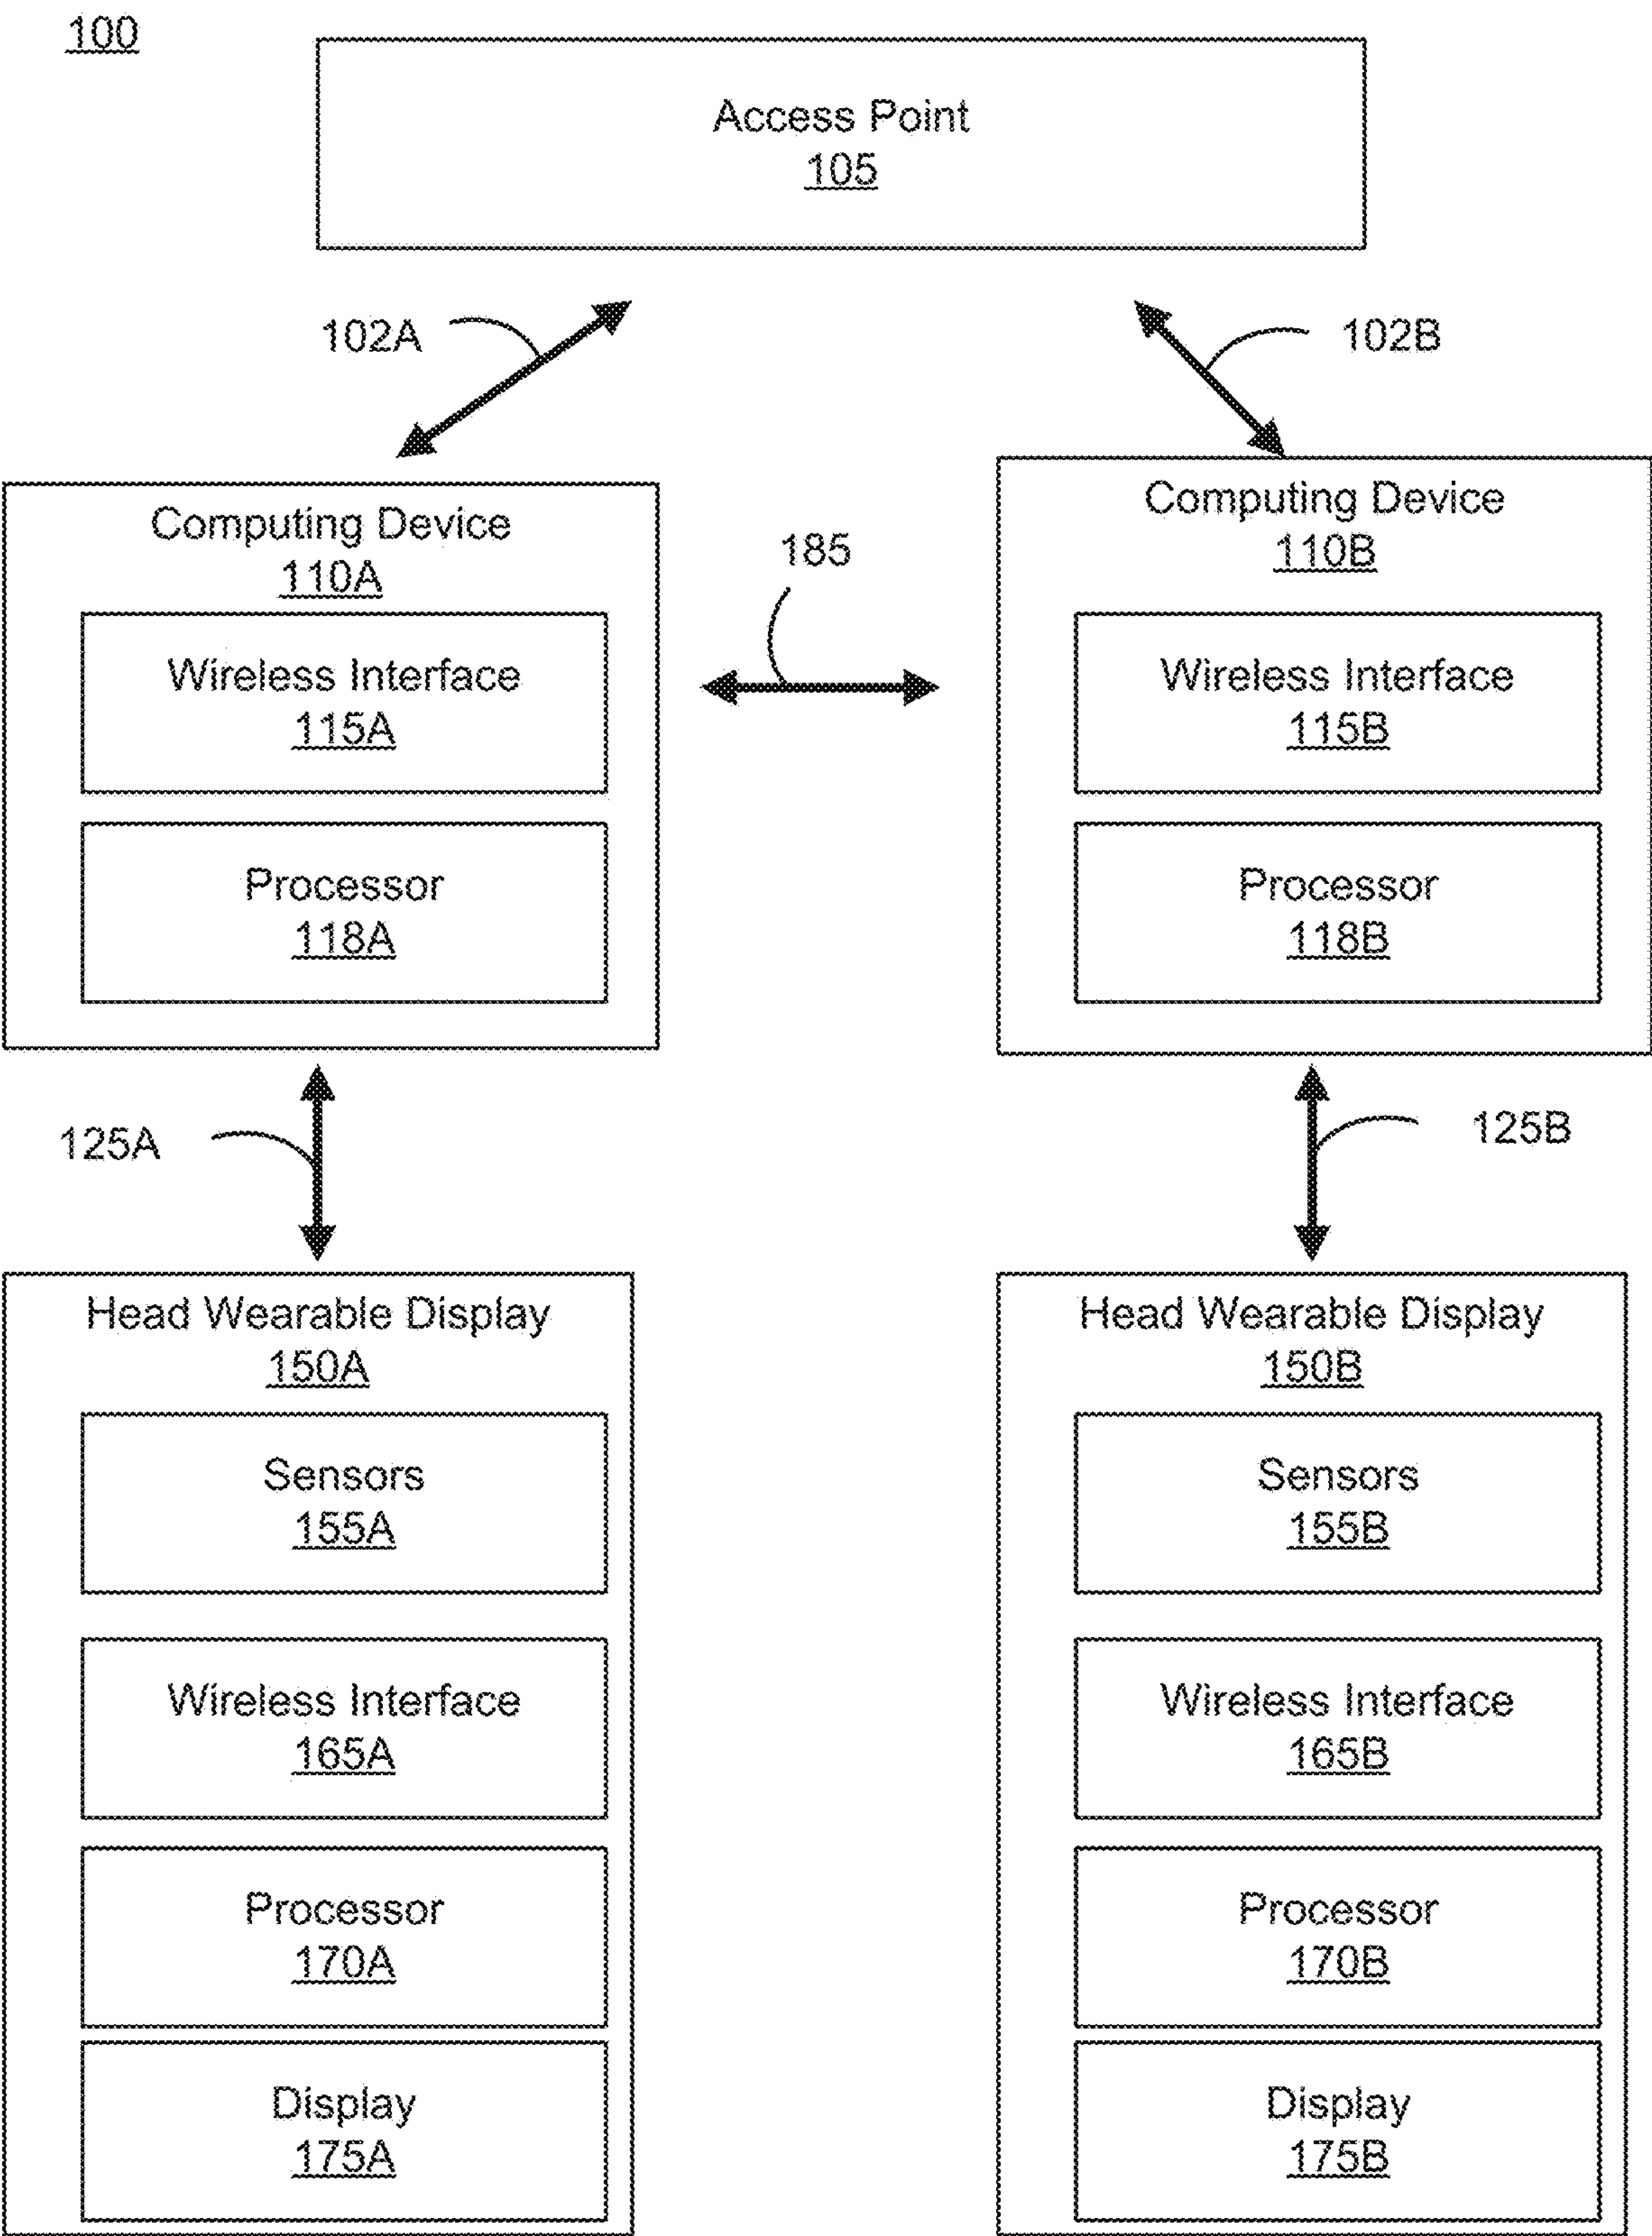 100
Access Point
105
102A
102B
Computing Device
110A
Wireless Interface
115A
Processor
118A
185
Computing Device
110B
Wireless Interface
115B
Processor
118B
125A
125B
Head Wearable Display
150A
Sensors
155A
Wireless Interface
165A
Processor
170A
Display
175A
Head Wearable Display
150B
Sensors
155B
Wireless Interface
165B
Processor
170B
Display
175B